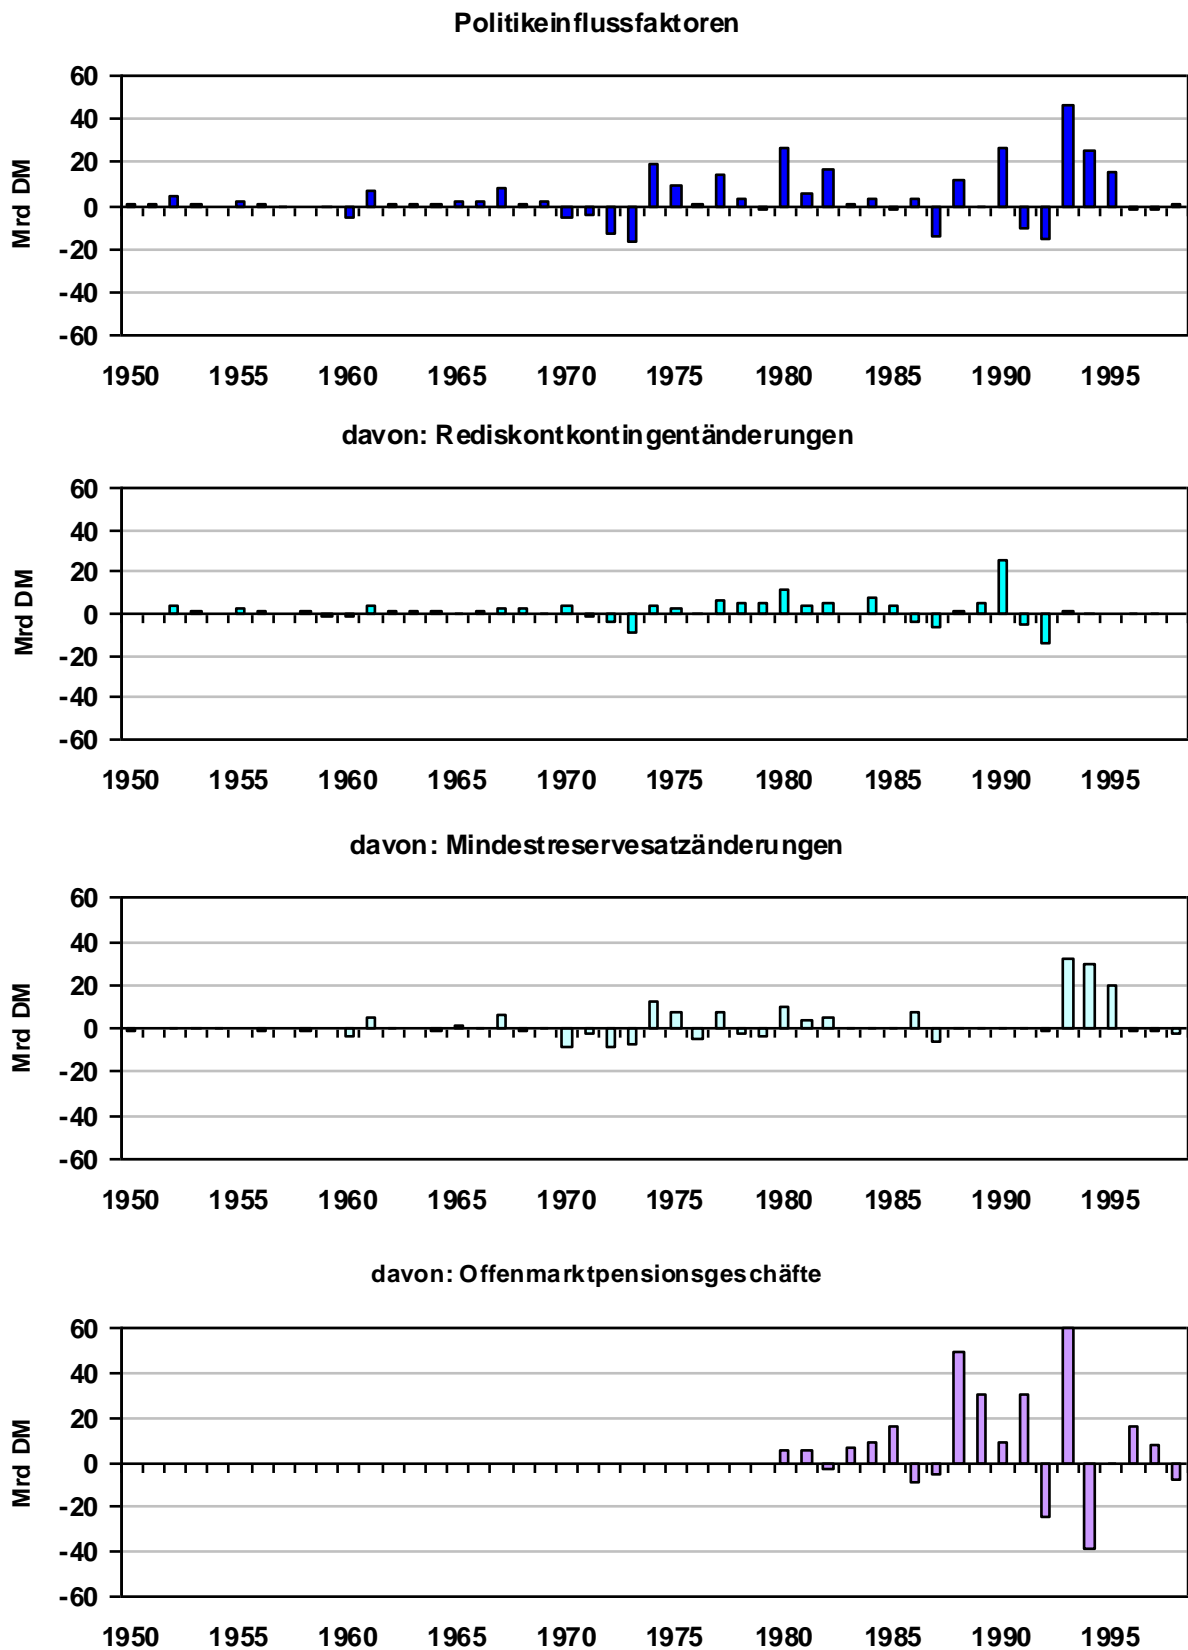 Politikeinflussfaktoren
60
40
20
0
-20
-40
-60
Mrd DM
1950 1955 1960 1965 1970 1975 1980 1985 1990 1995
davon: Rediskontkontingentänderungen
60
40
20
0
-20
-40
-60
Mrd DM
1950 1955 1960 1965 1970 1975 1980 1985 1990 1995
davon: Mindestreservesatzänderungen
60
40
20
0
-20
-40
-60
Mrd DM
1950 1955 1960 1965 1970 1975 1980 1985 1990 1995
davon: Offenmarktpensionsgeschäfte
60
40
20
0
-20
-40
-60
Mrd DM
1950 1955 1960 1965 1970 1975 1980 1985 1990 1995